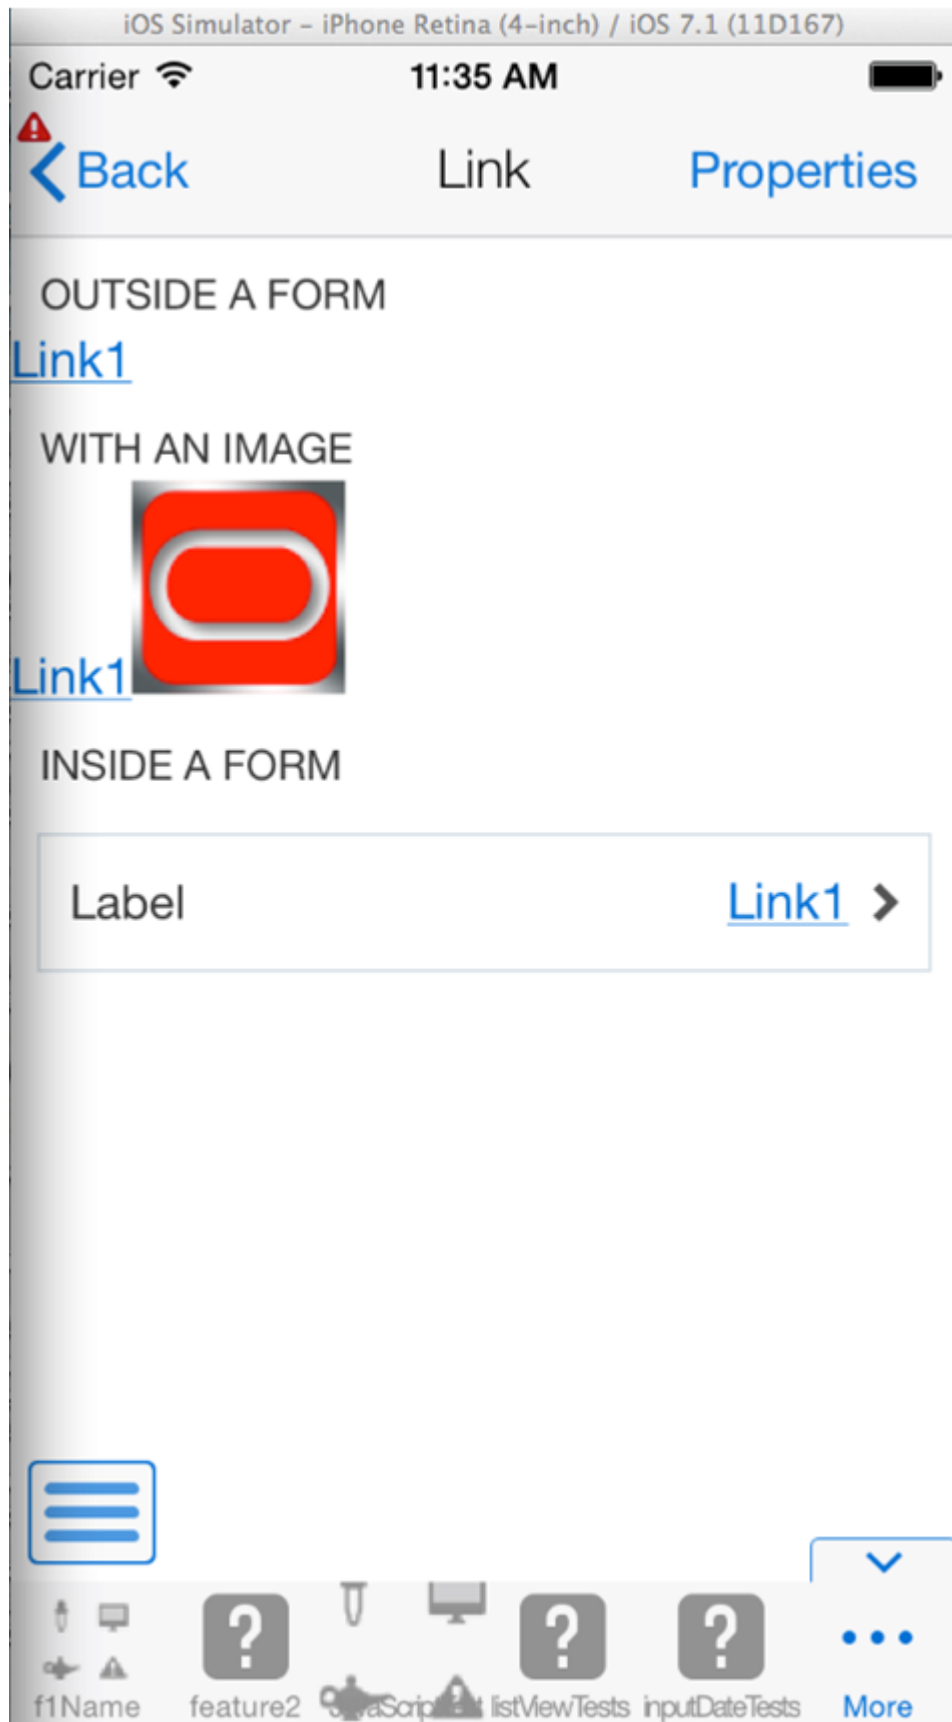 iOS Simulator – iPhone Retina (4-inch) / iOS 7.1 (11D167)
Carrier 11:35 AM
Back Link Properties
OUTSIDE A FORM
Link1
WITH AN IMAGE
Link1
INSIDE A FORM
Label Link1
f1Name feature2 listViewTests inputDateTests More